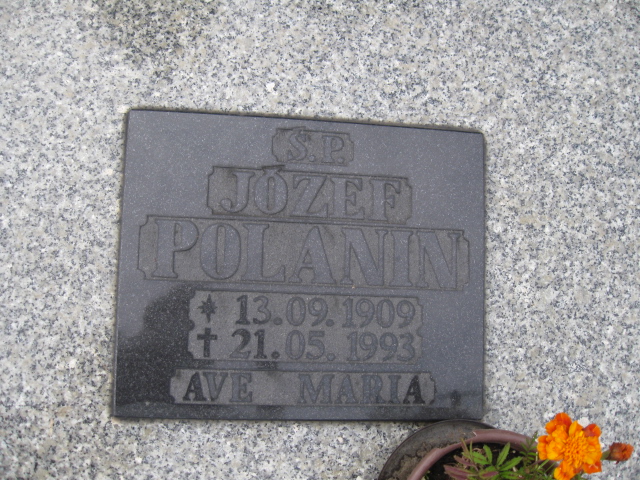 Ś.P.
JÓZEF
POLANIN
* 13.09.1909
✝ 21.05.1993
AVE MARIA